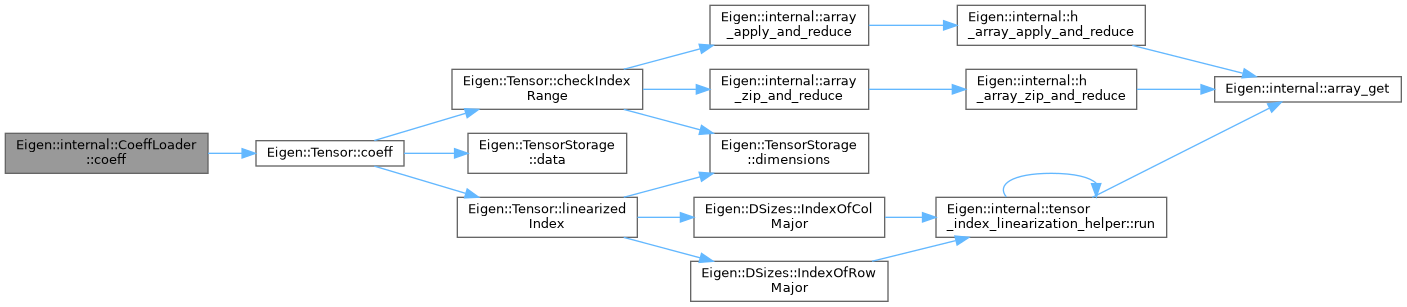 Eigen::internal::CoeffLoader
::coeff
Eigen::Tensor::coeff
Eigen::Tensor::checkIndex
Range
Eigen::TensorStorage
::data
Eigen::Tensor::linearized
Index
Eigen::internal::array
_apply_and_reduce
Eigen::internal::array
_zip_and_reduce
Eigen::TensorStorage
::dimensions
Eigen::DSizes::IndexOfCol
Major
Eigen::DSizes::IndexOfRow
Major
Eigen::internal::h
_array_apply_and_reduce
Eigen::internal::h
_array_zip_and_reduce
Eigen::internal::tensor
_index_linearization_helper::run
Eigen::internal::array_get